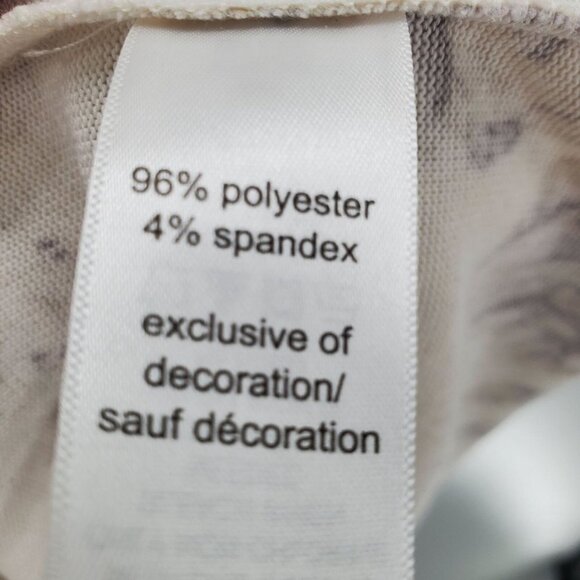 96% polyester
4% spandex
exclusive of
decoration/
sauf décoration